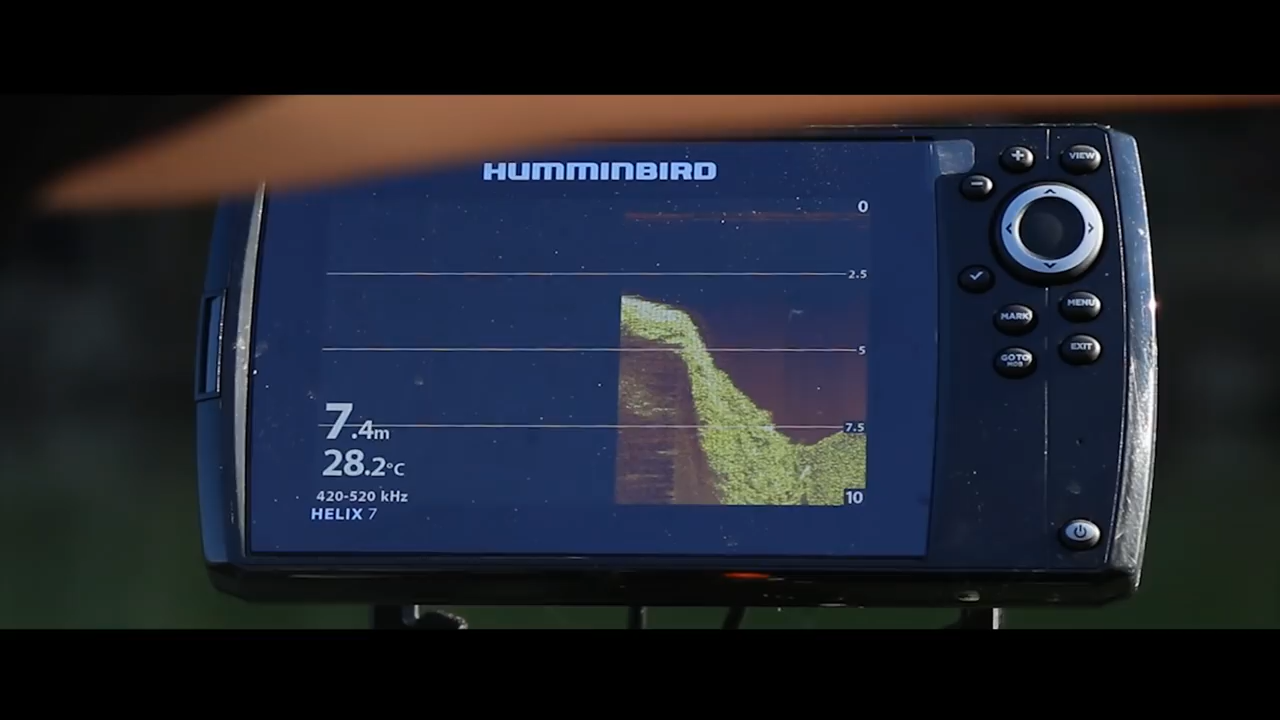 HUMMINBIRD
0
2.5
5
7.5
10
7.4m
28.2°C
420-520 kHz
HELIX 7
+
VIEW
-
MENU
MARK
EXIT
GO TO
MOB